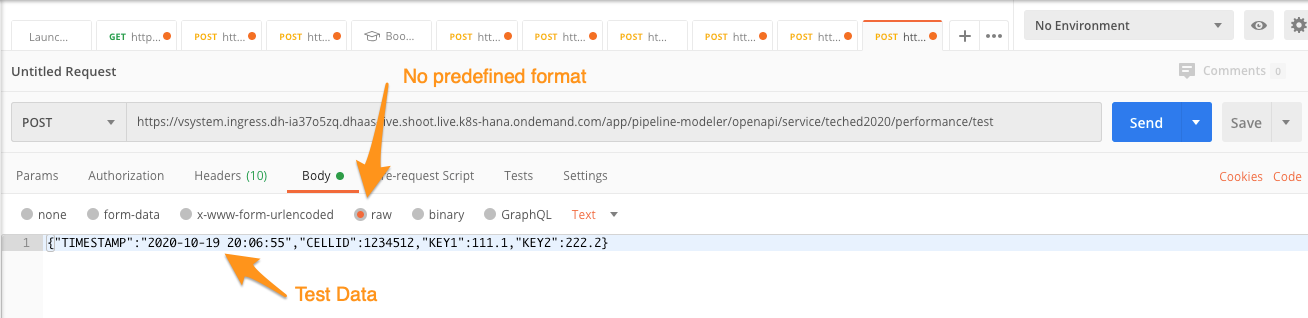 No Environment
Launc...
GET http...
POST htt...
POST htt...
Boo...
POST htt...
POST htt...
POST ht...
POST htt...
POST htt...
POST htt...
Untitled Request
No predefined format
Comments 0
POST
https://vsystem.ingress.dh-ia37o5zq.dhaas live.shoot.live.k8s-hana.ondemand.com/app/pipeline-modeler/openapi/service/teched2020/performance/test
Send
Save
Params
Authorization
Headers (10)
Body
re-request Script
Tests
Settings
Cookies
Code
none
form-data
x-www-form-urlencoded
raw
binary
GraphQL
Text
1 {"TIMESTAMP":"2020-10-19 20:06:55","CELLID":1234512,"KEY1":111.1,"KEY2":222.2}
Test Data